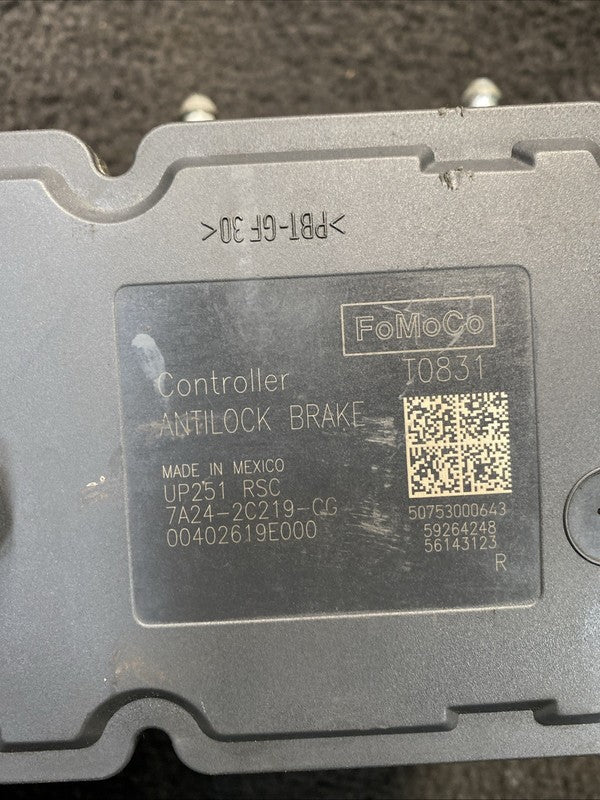 >PBT-GF30<
FoMoCo
T0831
Controller
ANTILOCK BRAKE
MADE IN MEXICO
UP251 RSC
7A24-2C219-CG
00402619E000
50753000643
59264248
56143123
R